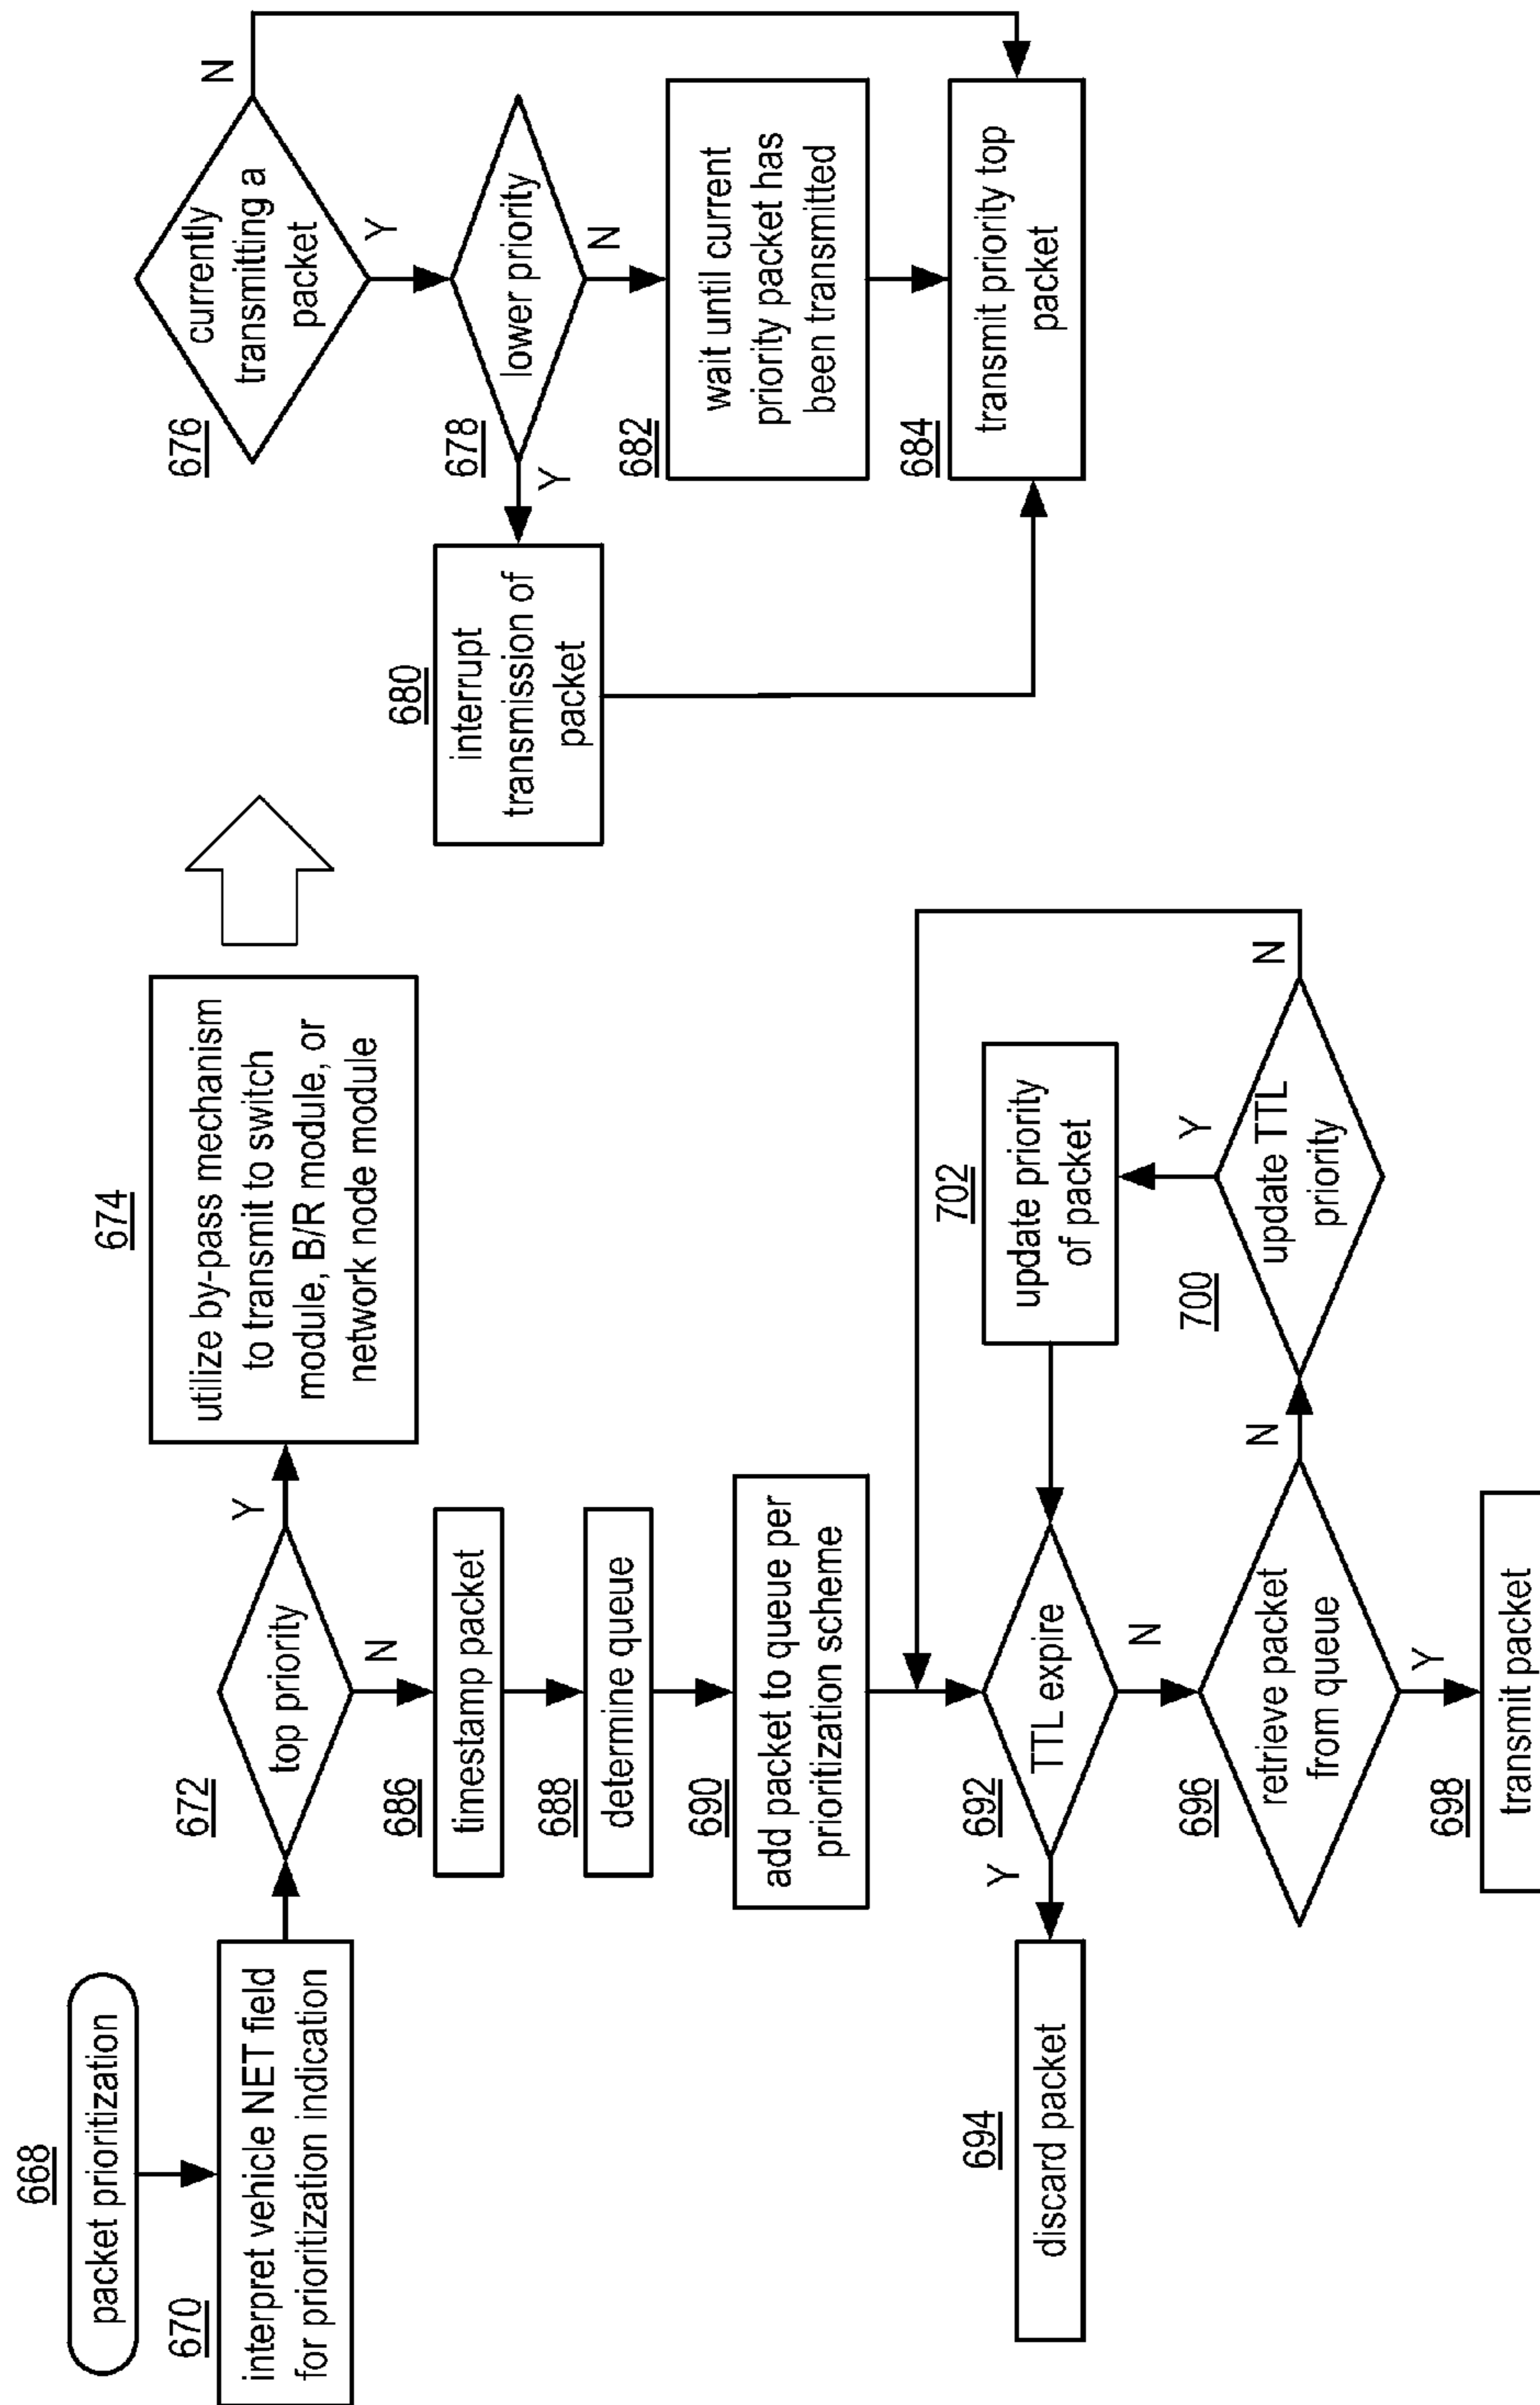 668
packet prioritization
670
interpret vehicle NET field
for prioritization indication
672
top priority
Y
N
674
utilize by-pass mechanism
to transmit to switch
module, B/R module, or
network node module
676
currently
transmitting a
packet
N
Y
678
lower priority
Y
N
680
interrupt
transmission of
packet
682
wait until current
priority packet has
been transmitted
684
transmit priority top
packet
686
timestamp packet
688
determine queue
690
add packet to queue per
prioritization scheme
692
TTL expire
Y
N
694
discard packet
696
retrieve packet
from queue
N
Y
698
transmit packet
700
update TTL
priority
Y
N
702
update priority
of packet